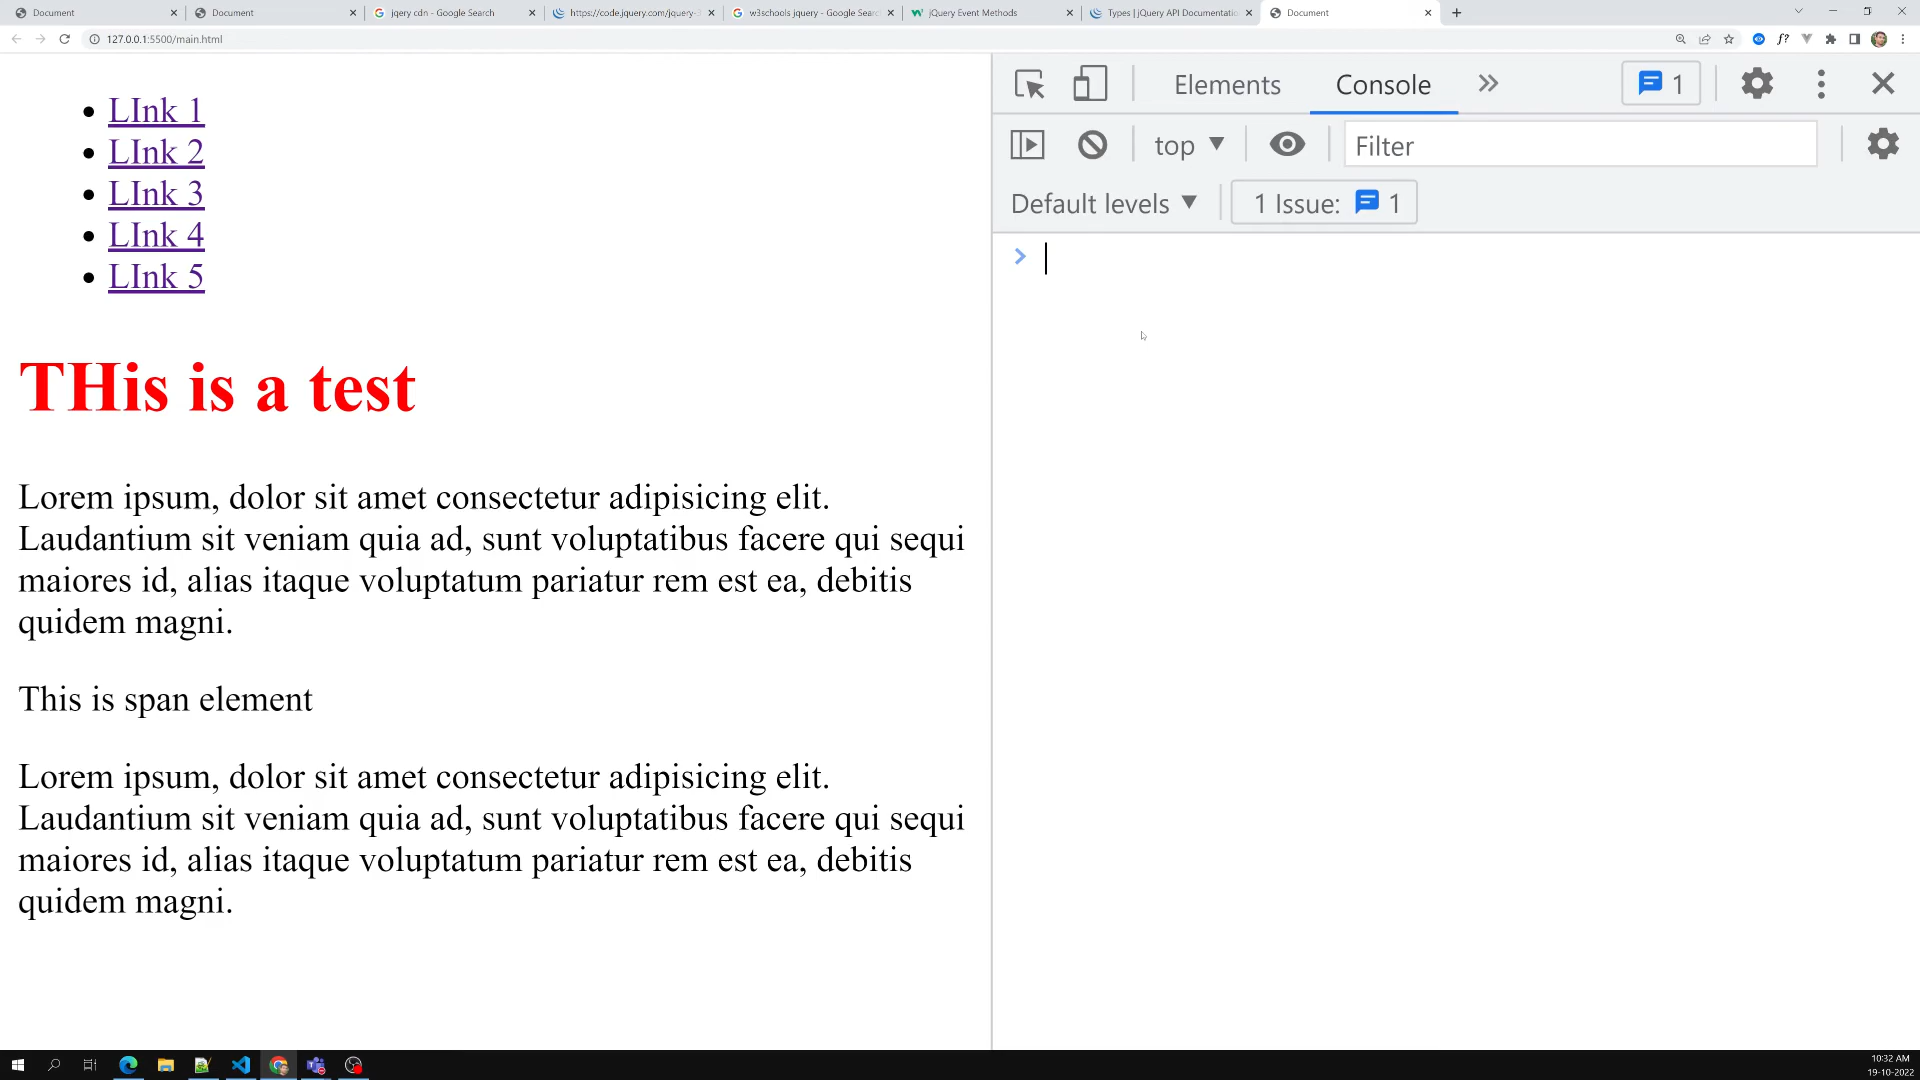 Document
Document
jqery cdn - Google Search
https://code.jquery.com/jquery-3
w3schools jquery - Google Searc
jQuery Event Methods
Types | jQuery API Documentatio
Document
127.0.0.1:5500/main.html
f?
LInk 1
LInk 2
LInk 3
LInk 4
LInk 5
THis is a test
Lorem ipsum, dolor sit amet consectetur adipisicing elit.
Laudantium sit veniam quia ad, sunt voluptatibus facere qui sequi
maiores id, alias itaque voluptatum pariatur rem est ea, debitis
quidem magni.
This is span element
Lorem ipsum, dolor sit amet consectetur adipisicing elit.
Laudantium sit veniam quia ad, sunt voluptatibus facere qui sequi
maiores id, alias itaque voluptatum pariatur rem est ea, debitis
quidem magni.
Elements Console 1
top Filter
Default levels 1 Issue: 1
10:32 AM
19-10-2022